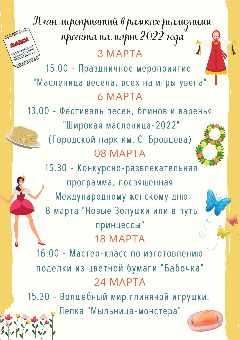 План мероприятий в рамках реализации
проекта на март 2022 года
3 МАРТА
15.00 - Праздничное мероприятие
"Масленица весела, всех на игры увела"
6 МАРТА
13.00 - Фестиваль песен, блинов и варенья
"Широкая масленица-2022"
(Городской парк им. С. Бровцева)
08 МАРТА
15.30 - Конкурсно-развлекательная
программа, посвященная
Международному женскому дню
8 марта "Новые Золушки или в путь
принцессы"
18 МАРТА
16.00 - Мастер-класс по изготовлению
поделки из цветной бумаги "Бабочка"
24 МАРТА
15.30 - Волшебный мир глиняной игрушки.
Лепка "Мыльница-монстера"